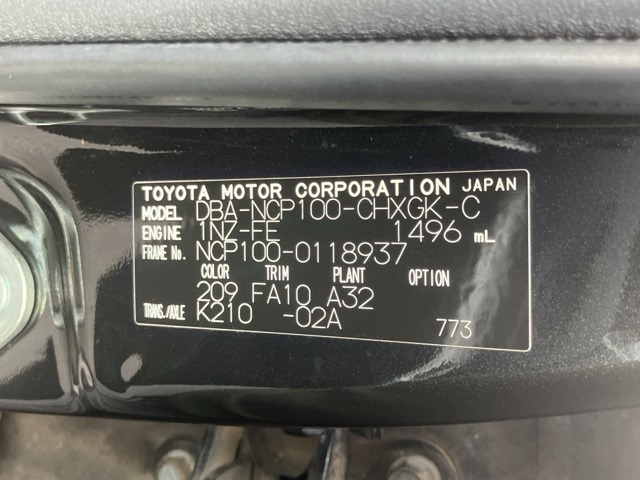 TOYOTA MOTOR CORPORATION JAPAN
MODEL DBA-NCP100-CHXGK-C
ENGINE 1NZ-FE 1496 mL
FRAME No. NCP100-0118937
COLOR TRIM PLANT OPTION
209 FA10 A32
TRANS./AXLE K210 -02A 773